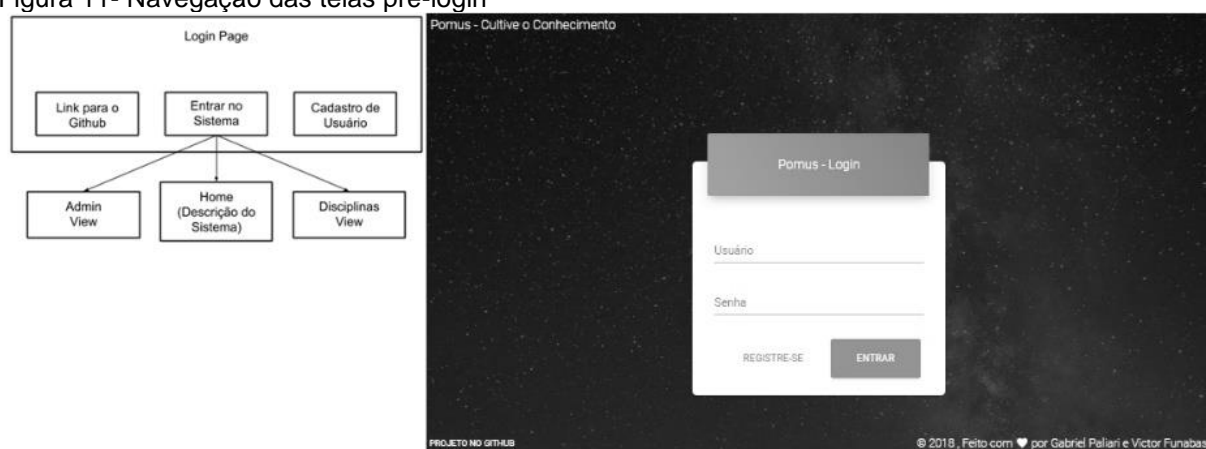 Figura 11- Navegação das telas pré-login
Login Page
Link para o
Github
Entrar no
Sistema
Cadastro de
Usuário
Admin
View
Home
(Descrição do
Sistema)
Disciplinas
View
Pomus - Cultive o Conhecimento
Pomus - Login
Usuário
Senha
REGISTRE-SE
ENTRAR
PROJETO NO GITHUB
© 2018 , Feito com ♥ por Gabriel Paliari e Victor Funabas